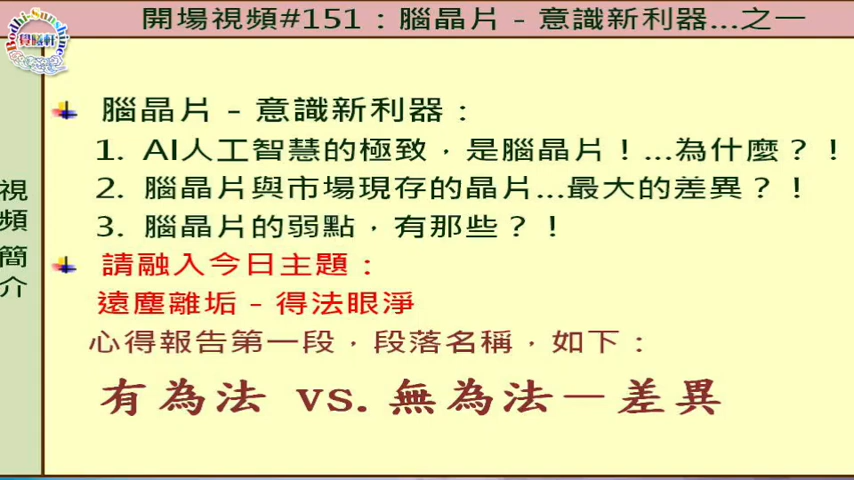 開場視頻#151：腦晶片 - 意識新利器...之一
Bodhi-Sunshine
覺曦軒
視頻簡介
腦晶片 - 意識新利器：
1. AI人工智慧的極致，是腦晶片！...為什麼？！
2. 腦晶片與市場現存的晶片...最大的差異？！
3. 腦晶片的弱點，有那些？！
請融入今日主題：
遠塵離垢 - 得法眼淨
心得報告第一段，段落名稱，如下：
有為法 vs. 無為法－差異